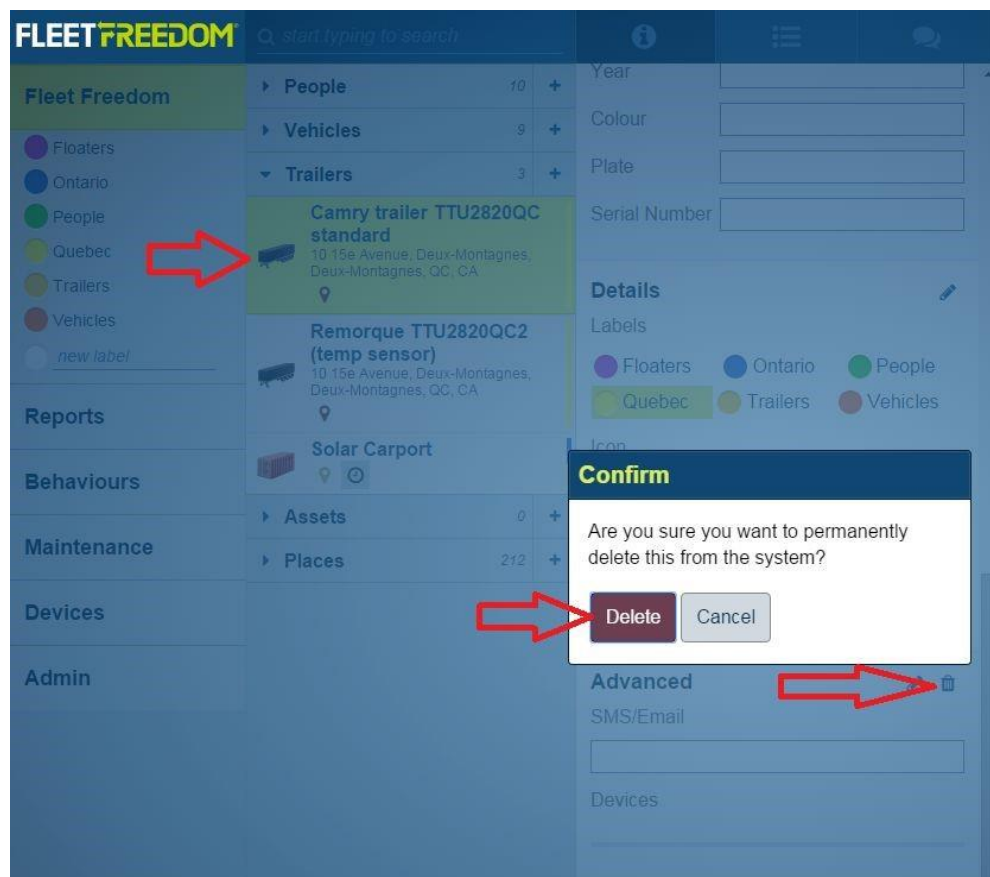 FLEETFREEDOM
start typing to search
Fleet Freedom
Floaters
Ontario
People
Quebec
Trailers
Vehicles
new label
Reports
Behaviours
Maintenance
Devices
Admin
People 10 +
Vehicles 9 +
Trailers 3 +
Camry trailer TTU2820QC
standard
10 15e Avenue, Deux-Montagnes,
Deux-Montagnes, QC, CA
Remorque TTU2820QC2
(temp sensor)
10 15e Avenue, Deux-Montagnes,
Deux-Montagnes, QC, CA
Solar Carport
Assets 0 +
Places 212 +
Year
Colour
Plate
Serial Number
Details
Labels
Floaters Ontario People
Quebec Trailers Vehicles
Icon
Confirm
Are you sure you want to permanently
delete this from the system?
Delete Cancel
Advanced
SMS/Email
Devices